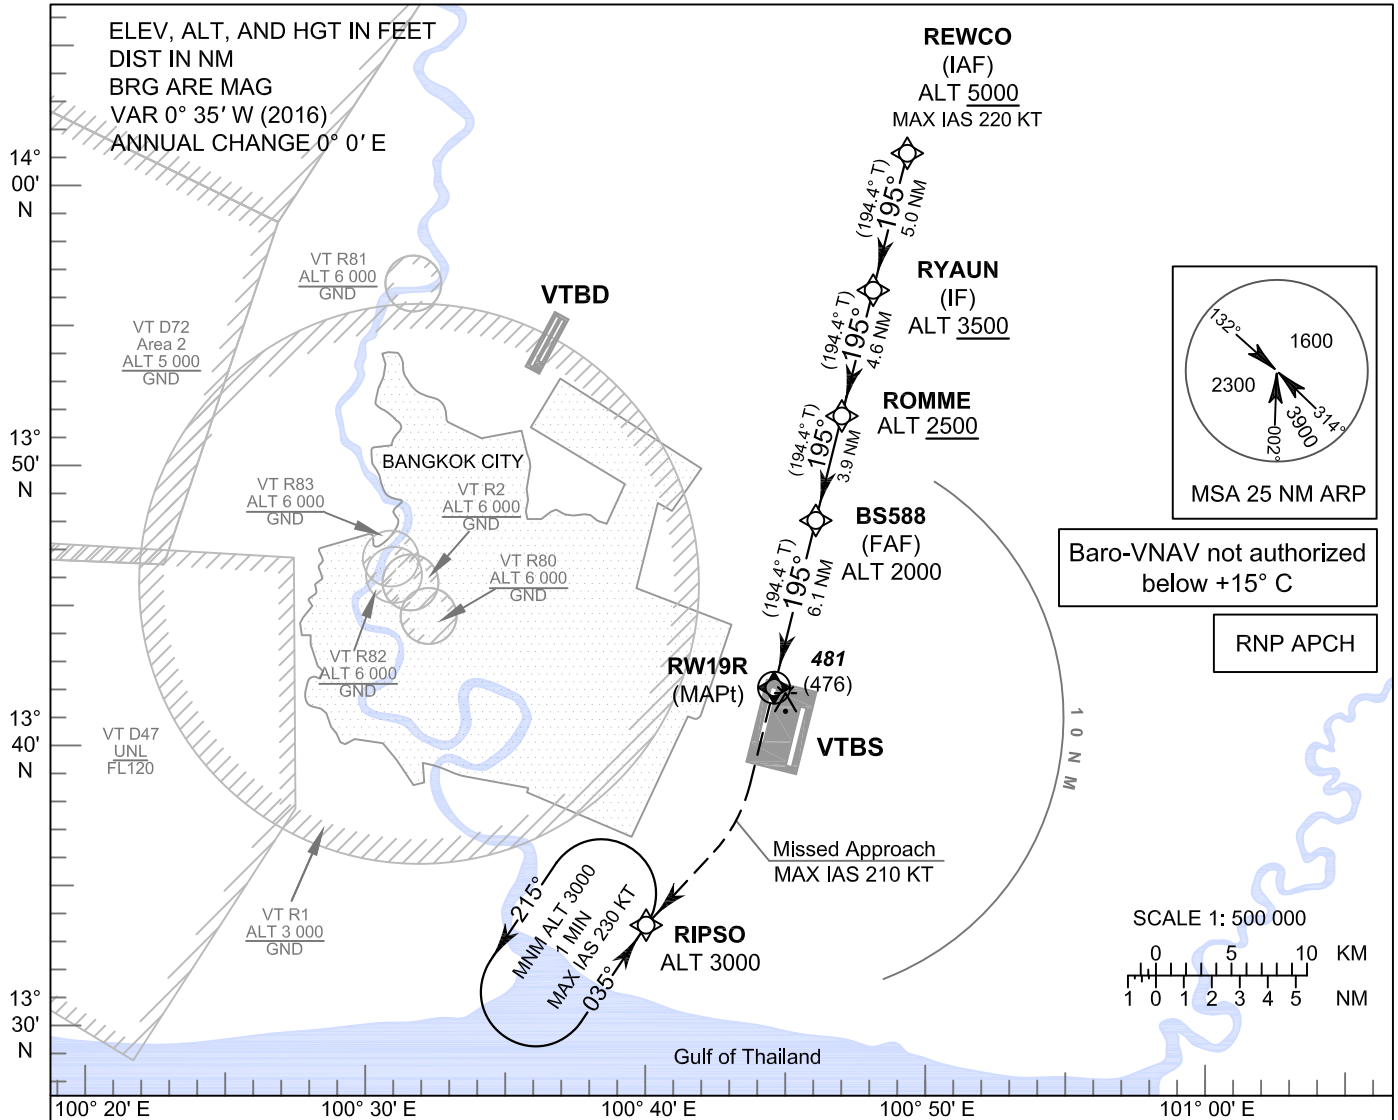 ELEV, ALT, AND HGT IN FEET
DIST IN NM
BRG ARE MAG
VAR 0° 35' W (2016)
ANNUAL CHANGE 0° 0' E
REWCO
(IAF)
ALT 5000
MAX IAS 220 KT
14°
00'
N
(194.4° T)
195°
5.0 NM
VT R81
ALT 6 000
GND
VTBD
RYAUN
(IF)
ALT 3500
VT D72
Area 2
ALT 5 000
GND
(194.4° T)
195°
4.6 NM
132°
1600
2300
3900
314°
002°
MSA 25 NM ARP
ROMME
ALT 2500
13°
50'
N
BANGKOK CITY
(194.4° T)
195°
3.9 NM
VT R83
ALT 6 000
GND
VT R2
ALT 6 000
GND
BS588
(FAF)
ALT 2000
Baro-VNAV not authorized
below +15° C
VT R80
ALT 6 000
GND
(194.4° T)
195°
6.1 NM
RNP APCH
VT R82
ALT 6 000
GND
RW19R
(MAPt)
481
(476)
13°
40'
N
VT D47
UNL
FL120
VTBS
10 NM
Missed Approach
MAX IAS 210 KT
VT R1
ALT 3 000
GND
215°
MNM ALT 3000
1 MIN
MAX IAS 230 KT
035°
RIPSO
ALT 3000
SCALE 1: 500 000
0 5 10 KM
1 0 1 2 3 4 5 NM
13°
30'
N
Gulf of Thailand
100° 20' E 100° 30' E 100° 40' E 100° 50' E 101° 00' E